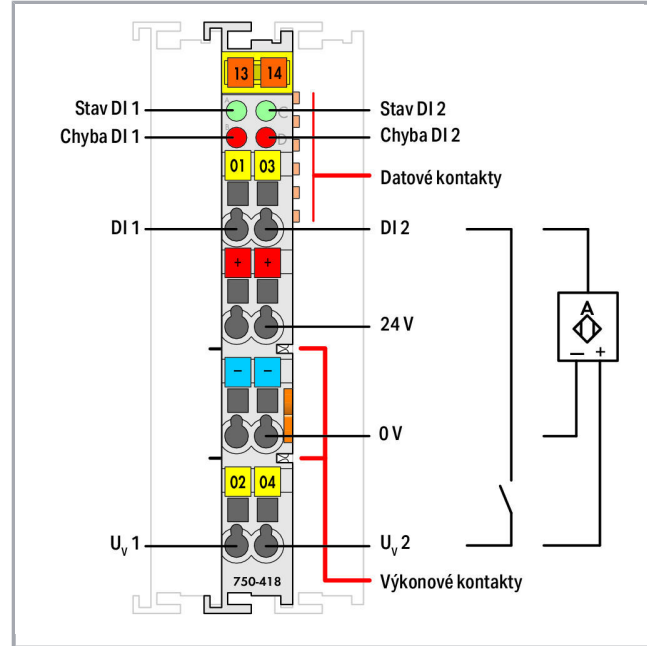 13 14
Stav DI 1
Stav DI 2
C
Chyba DI 1
Chyba DI 2
D
01 03
Datové kontakty
DI 1
DI 2
+ +
A
− +
24 V
− −
0 V
02 04
Uv 1
Uv 2
750-418
Výkonové kontakty